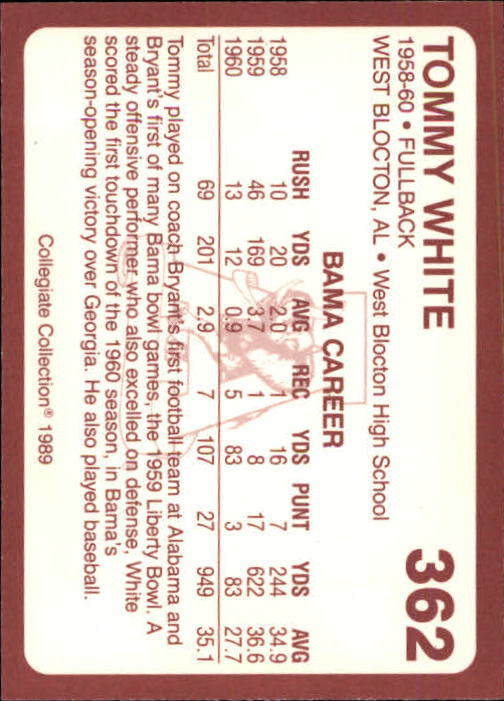 TOMMY WHITE 362
1958-60 • FULLBACK
WEST BLOCTON, AL • West Blocton High School
BAMA CAREER
RUSH YDS AVG REC YDS PUNT YDS AVG
1958 10 20 2.0 1 16 7 244 34.9
1959 46 169 3.7 1 8 17 622 36.6
1960 13 12 0.9 5 83 3 83 27.7
Total 69 201 2.9 7 107 27 949 35.1
Tommy played on coach Bryant's first football team at Alabama and
Bryant's first of many Bama bowl games, the 1959 Liberty Bowl. A
steady offensive performer who also excelled on defense, White
scored the first touchdown of the 1960 season, in Bama's
season-opening victory over Georgia. He also played baseball.
Collegiate Collection® 1989